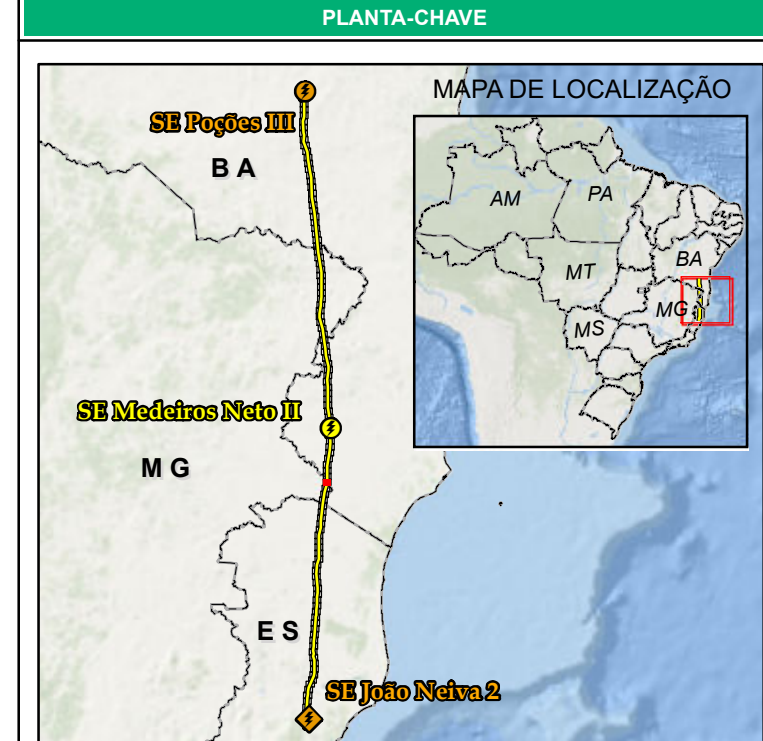 PLANTA-CHAVE
MAPA DE LOCALIZAÇÃO
SE Poções III
B A
AM
PA
BA
MT
MG
MS
SE Medeiros Neto II
M G
E S
SE João Neiva 2